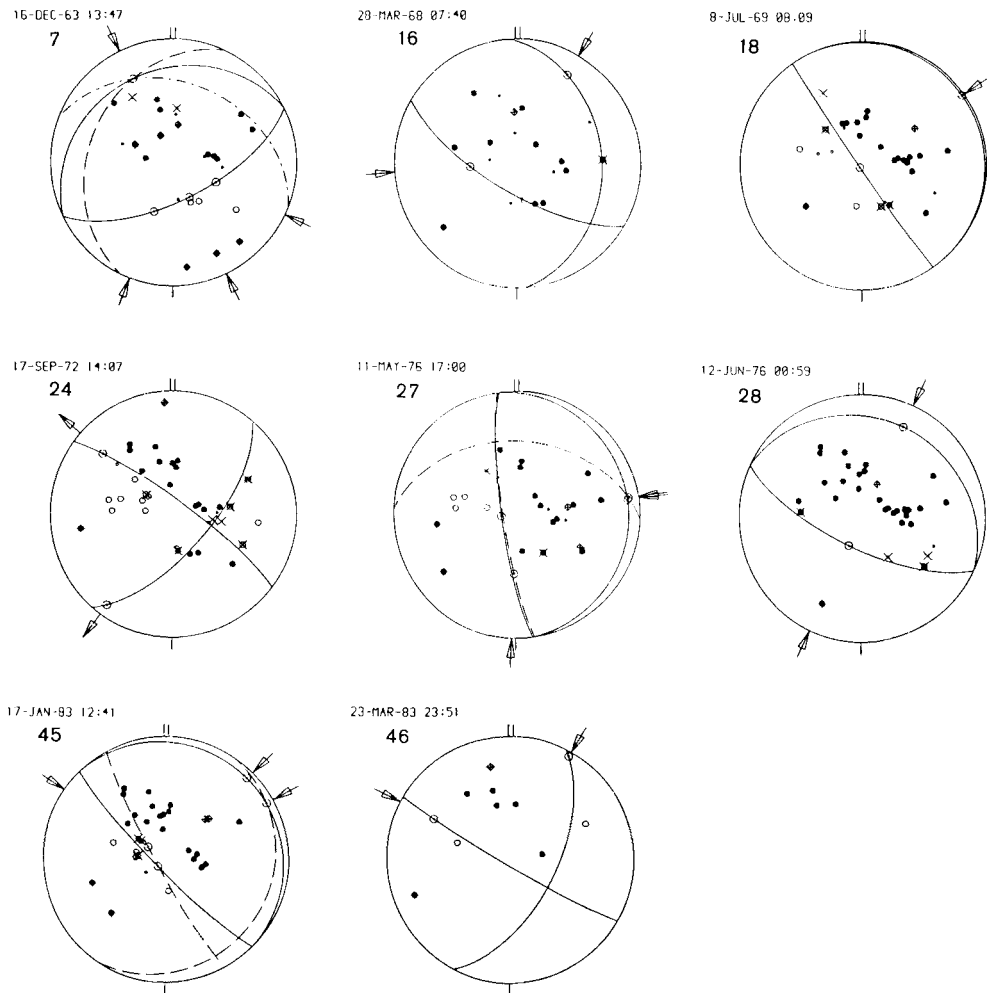 16-DEC-63 13:47
7
28-MAR-68 07:40
16
8-JUL-69 08.09
18
17-SEP-72 14:07
24
11-MAY-76 17:00
27
12-JUN-76 00:59
28
17-JAN-83 12:41
45
23-MAR-83 23:51
46